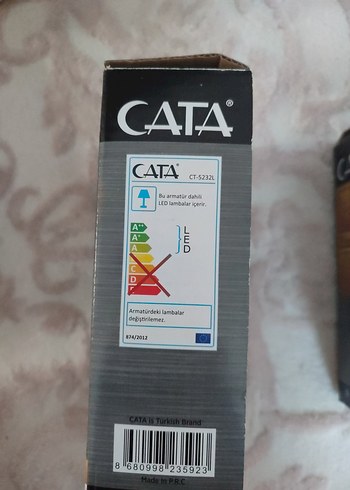 CATA®
CATA®
CT-5232L
Bu armatür dahili
LED lambalar içerir.
A++
A+
A
B
C
D
E
LED
Armatürdeki lambalar
değiştirilemez.
874/2012
CATA is Turkish Brand
8 680998 235923
Made in P.R.C